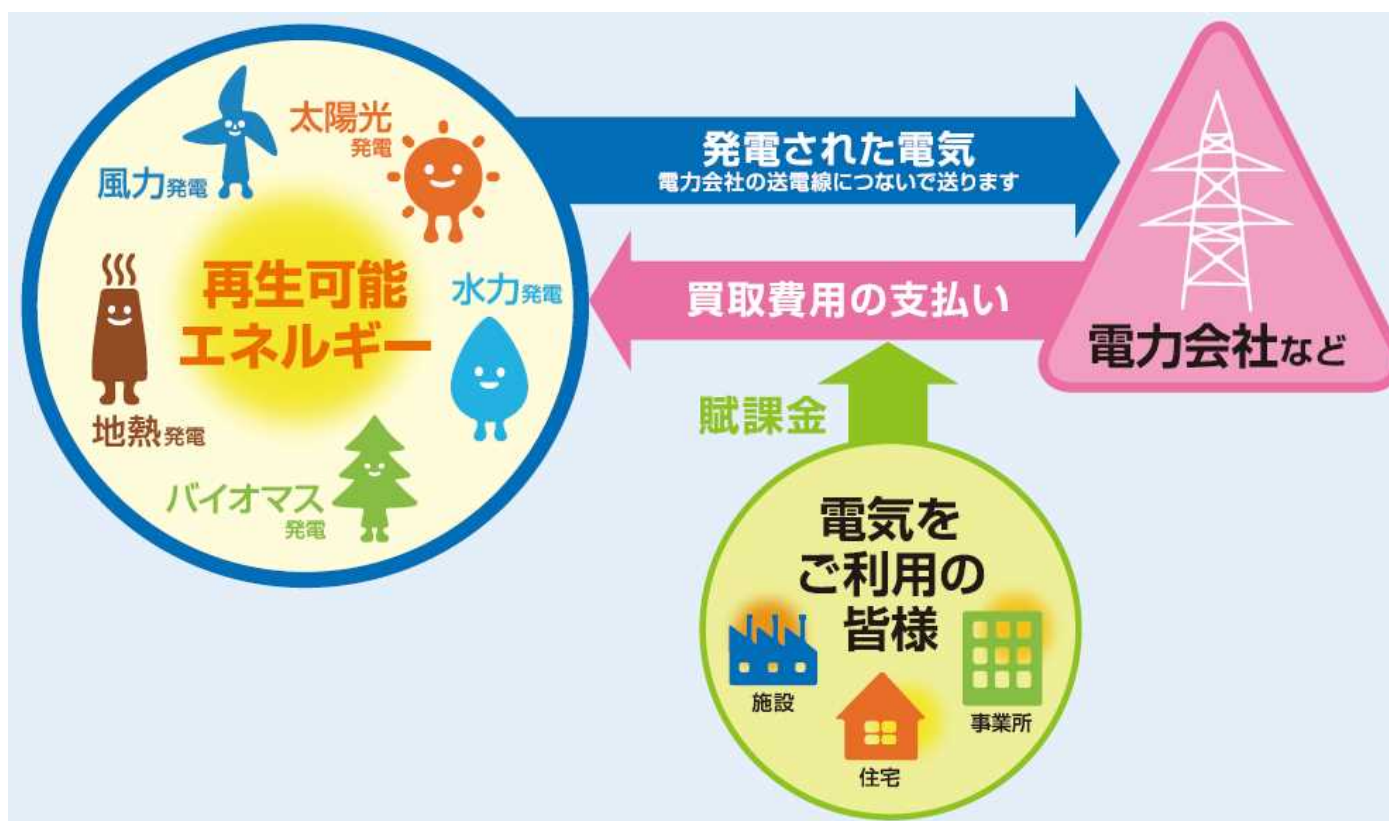 風力発電
太陽光
発電
再生可能
エネルギー
水力発電
地熱発電
バイオマス
発電
発電された電気
電力会社の送電線につないで送ります
買取費用の支払い
電力会社など
賦課金
電気を
ご利用の
皆様
施設
住宅
事業所